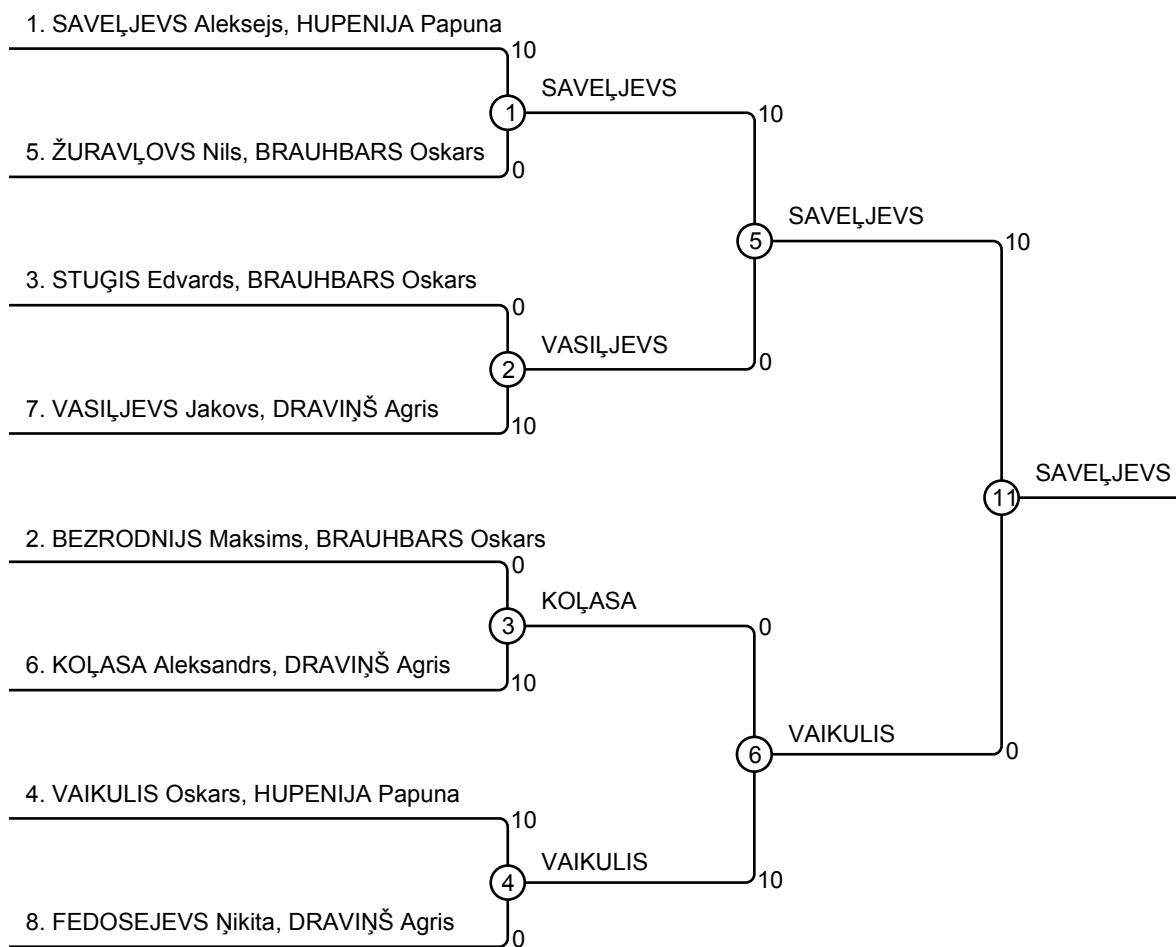 1. SAVEĻJEVS Aleksejs, HUPENIJA Papuna
10
SAVEĻJEVS
1
10
5. ŽURAVĻOVS Nils, BRAUHBARS Oskars
0
SAVEĻJEVS
5
10
3. STUĢIS Edvards, BRAUHBARS Oskars
0
VASIĻJEVS
2
0
7. VASIĻJEVS Jakovs, DRAVIŅŠ Agris
10
SAVEĻJEVS
11
2. BEZRODNIJS Maksims, BRAUHBARS Oskars
0
KOĻASA
3
0
6. KOĻASA Aleksandrs, DRAVIŅŠ Agris
10
VAIKULIS
6
0
4. VAIKULIS Oskars, HUPENIJA Papuna
10
VAIKULIS
4
10
8. FEDOSEJEVS Ņikita, DRAVIŅŠ Agris
0